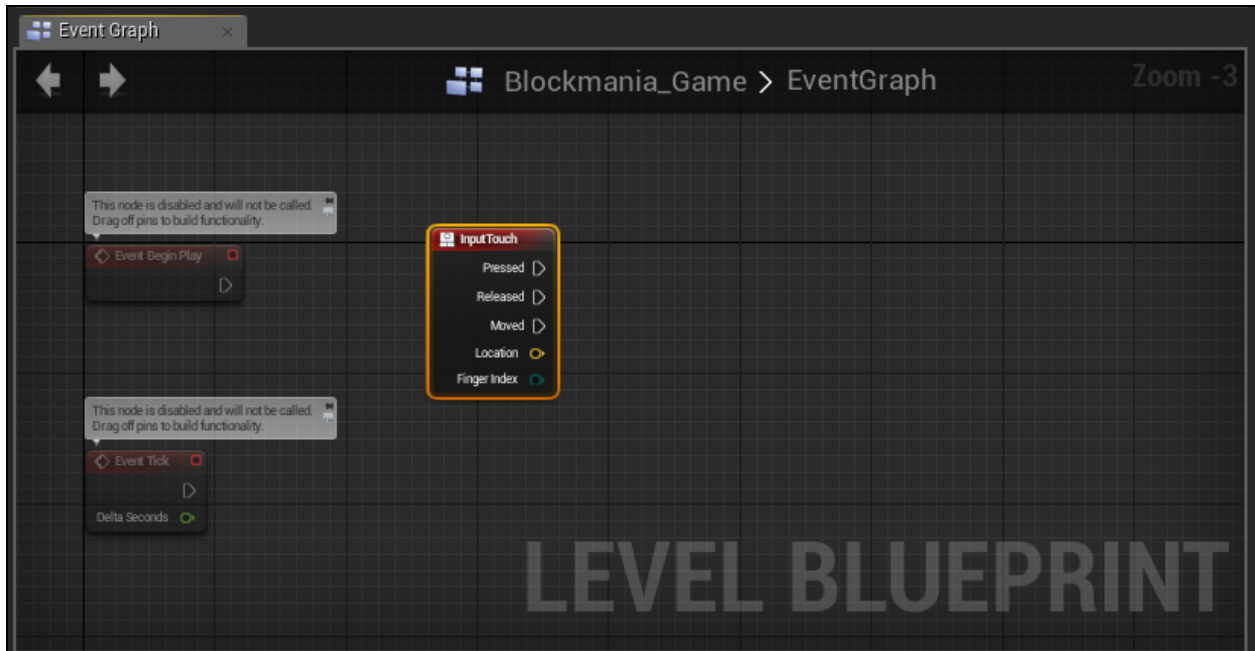 Event Graph
Blockmania_Game > EventGraph
Zoom -3
This node is disabled and will not be called.
Drag off pins to build functionality.
Event Begin Play
InputTouch
Pressed
Released
Moved
Location
Finger Index
This node is disabled and will not be called.
Drag off pins to build functionality.
Event Tick
Delta Seconds
LEVEL BLUEPRINT